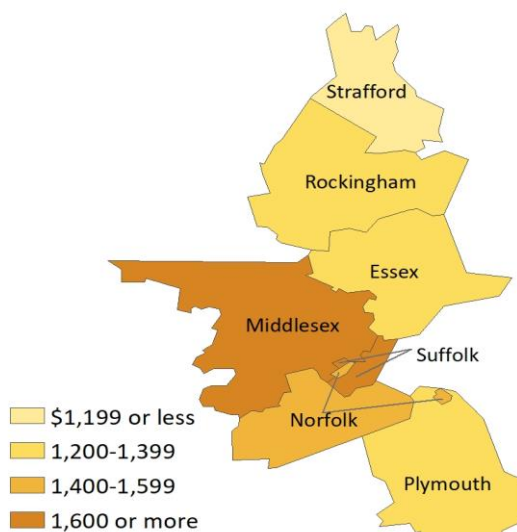 Strafford
Rockingham
Essex
Middlesex
Suffolk
Norfolk
Plymouth
$1,199 or less
1,200-1,399
1,400-1,599
1,600 or more